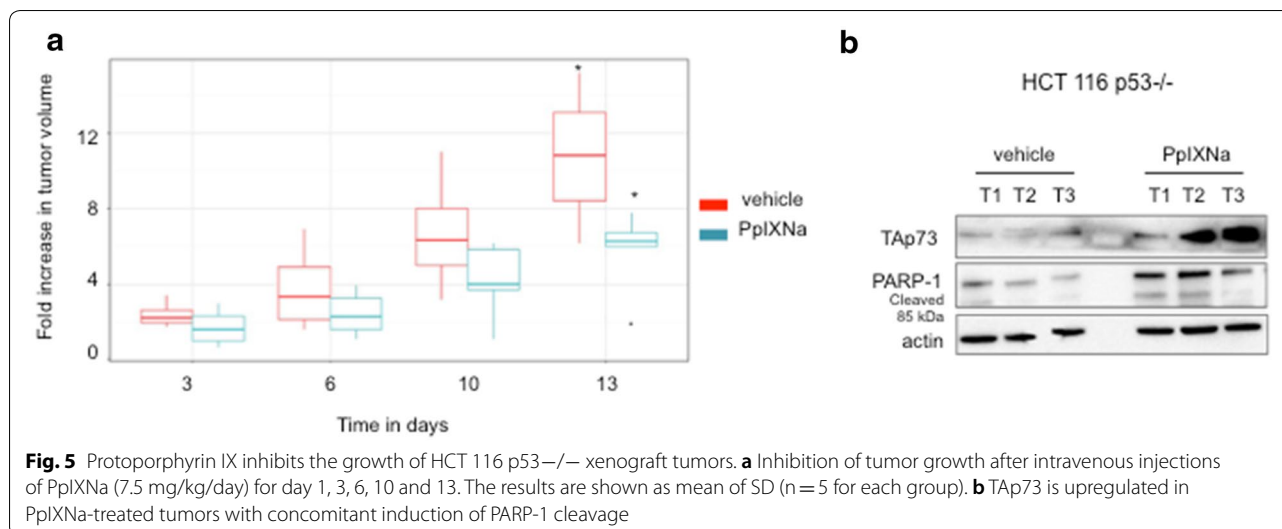 a
Fold increase in tumor volume
12
8
4
0
3 6 10 13
Time in days
vehicle
PpIXNa
b
HCT 116 p53-/-
vehicle PpIXNa
T1 T2 T3 T1 T2 T3
TAp73
PARP-1
Cleaved
85 kDa
actin
Fig. 5 Protoporphyrin IX inhibits the growth of HCT 116 p53−/− xenograft tumors. a Inhibition of tumor growth after intravenous injections
of PpIXNa (7.5 mg/kg/day) for day 1, 3, 6, 10 and 13. The results are shown as mean of SD (n = 5 for each group). b TAp73 is upregulated in
PpIXNa-treated tumors with concomitant induction of PARP-1 cleavage